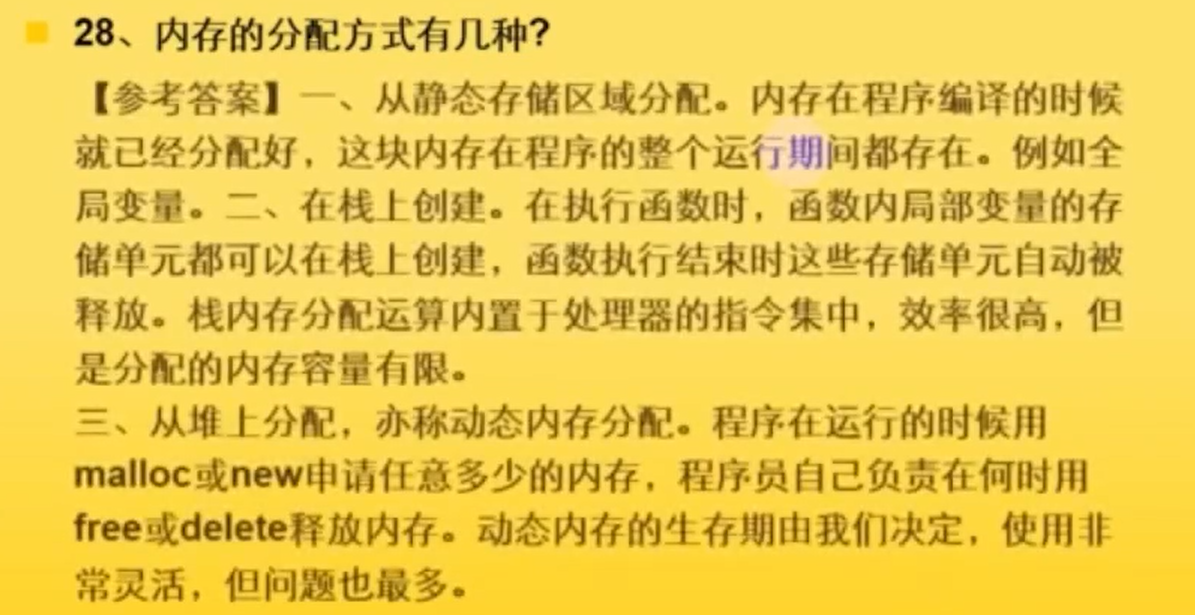 28、内存的分配方式有几种?
【参考答案】一、从静态存储区域分配。内存在程序编译的时候
就已经分配好，这块内存在程序的整个运行期间都存在。例如全
局变量。二、在栈上创建。在执行函数时，函数内局部变量的存
储单元都可以在栈上创建，函数执行结束时这些存储单元自动被
释放。栈内存分配运算内置于处理器的指令集中，效率很高，但
是分配的内存容量有限。
三、从堆上分配，亦称动态内存分配。程序在运行的时候用
malloc或new申请任意多少的内存，程序员自己负责在何时用
free或delete释放内存。动态内存的生存期由我们决定，使用非
常灵活，但问题也最多。